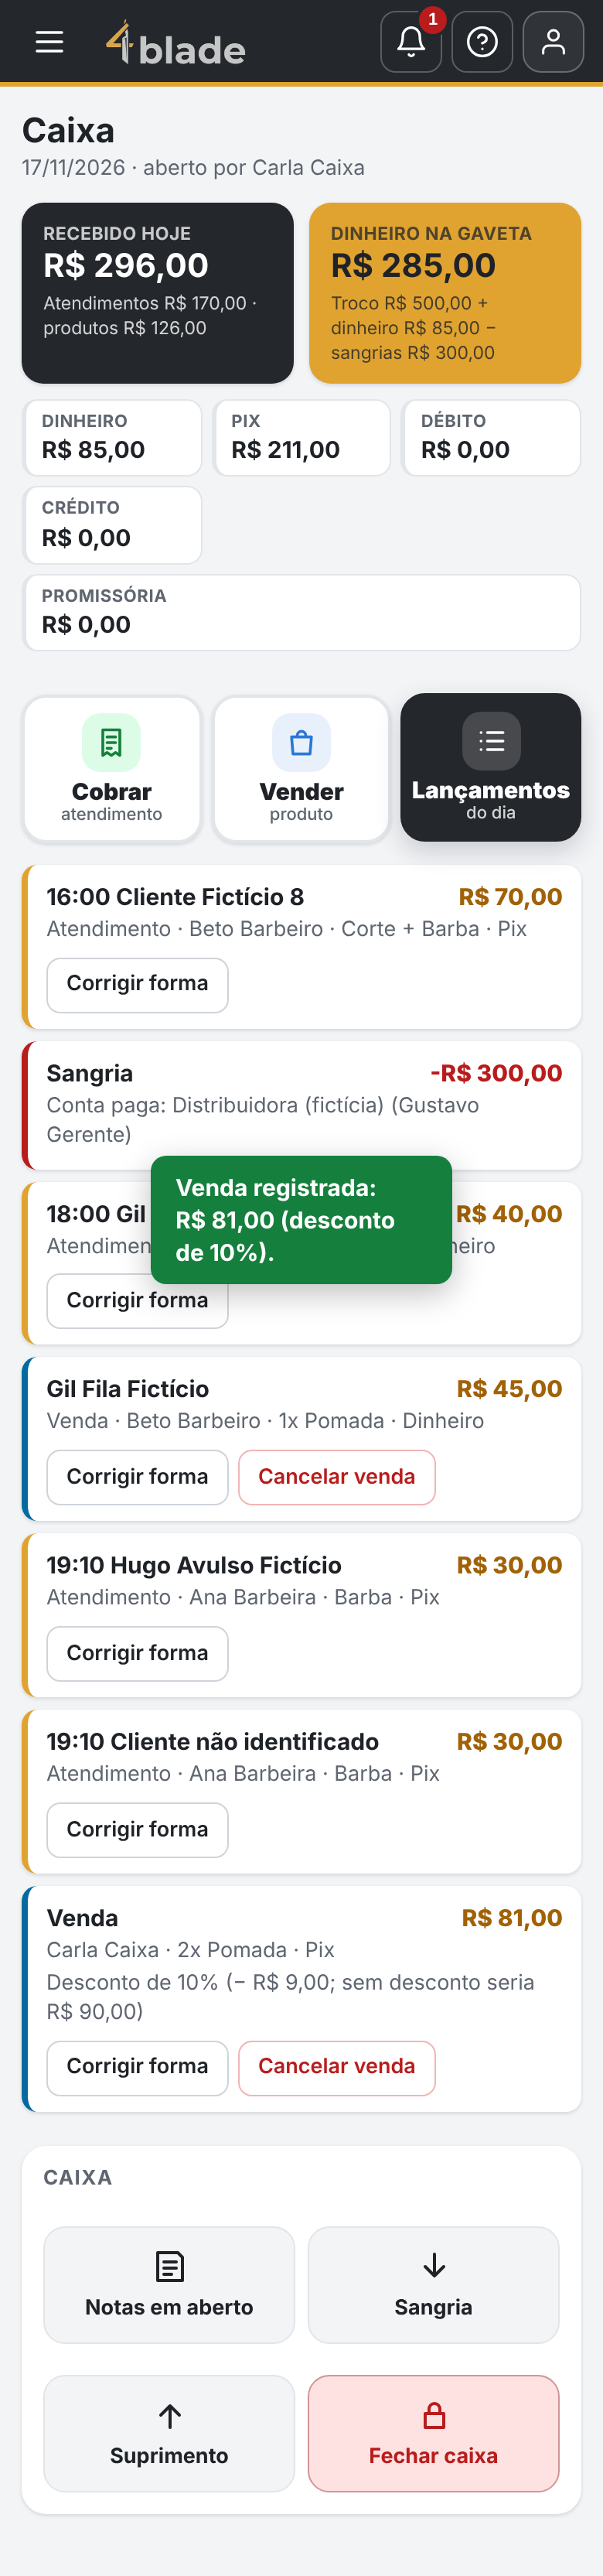 4blade
1
Caixa
17/11/2026 · aberto por Carla Caixa
RECEBIDO HOJE
R$ 296,00
Atendimentos R$ 170,00 ·
produtos R$ 126,00
DINHEIRO NA GAVETA
R$ 285,00
Troco R$ 500,00 +
dinheiro R$ 85,00 −
sangrias R$ 300,00
DINHEIRO
R$ 85,00
PIX
R$ 211,00
DÉBITO
R$ 0,00
CRÉDITO
R$ 0,00
PROMISSÓRIA
R$ 0,00
Cobrar
atendimento
Vender
produto
Lançamentos
do dia
16:00 Cliente Fictício 8 R$ 70,00
Atendimento · Beto Barbeiro · Corte + Barba · Pix
Corrigir forma
Sangria -R$ 300,00
Conta paga: Distribuidora (fictícia) (Gustavo
Gerente)
Venda registrada:
R$ 81,00 (desconto
de 10%).
18:00 Gil R$ 40,00
Corrigir forma
Gil Fila Fictício R$ 45,00
Venda · Beto Barbeiro · 1x Pomada · Dinheiro
Corrigir forma Cancelar venda
19:10 Hugo Avulso Fictício R$ 30,00
Atendimento · Ana Barbeira · Barba · Pix
Corrigir forma
19:10 Cliente não identificado R$ 30,00
Atendimento · Ana Barbeira · Barba · Pix
Corrigir forma
Venda R$ 81,00
Carla Caixa · 2x Pomada · Pix
Desconto de 10% (− R$ 9,00; sem desconto seria
R$ 90,00)
Corrigir forma Cancelar venda
CAIXA
Notas em aberto
Sangria
Suprimento
Fechar caixa